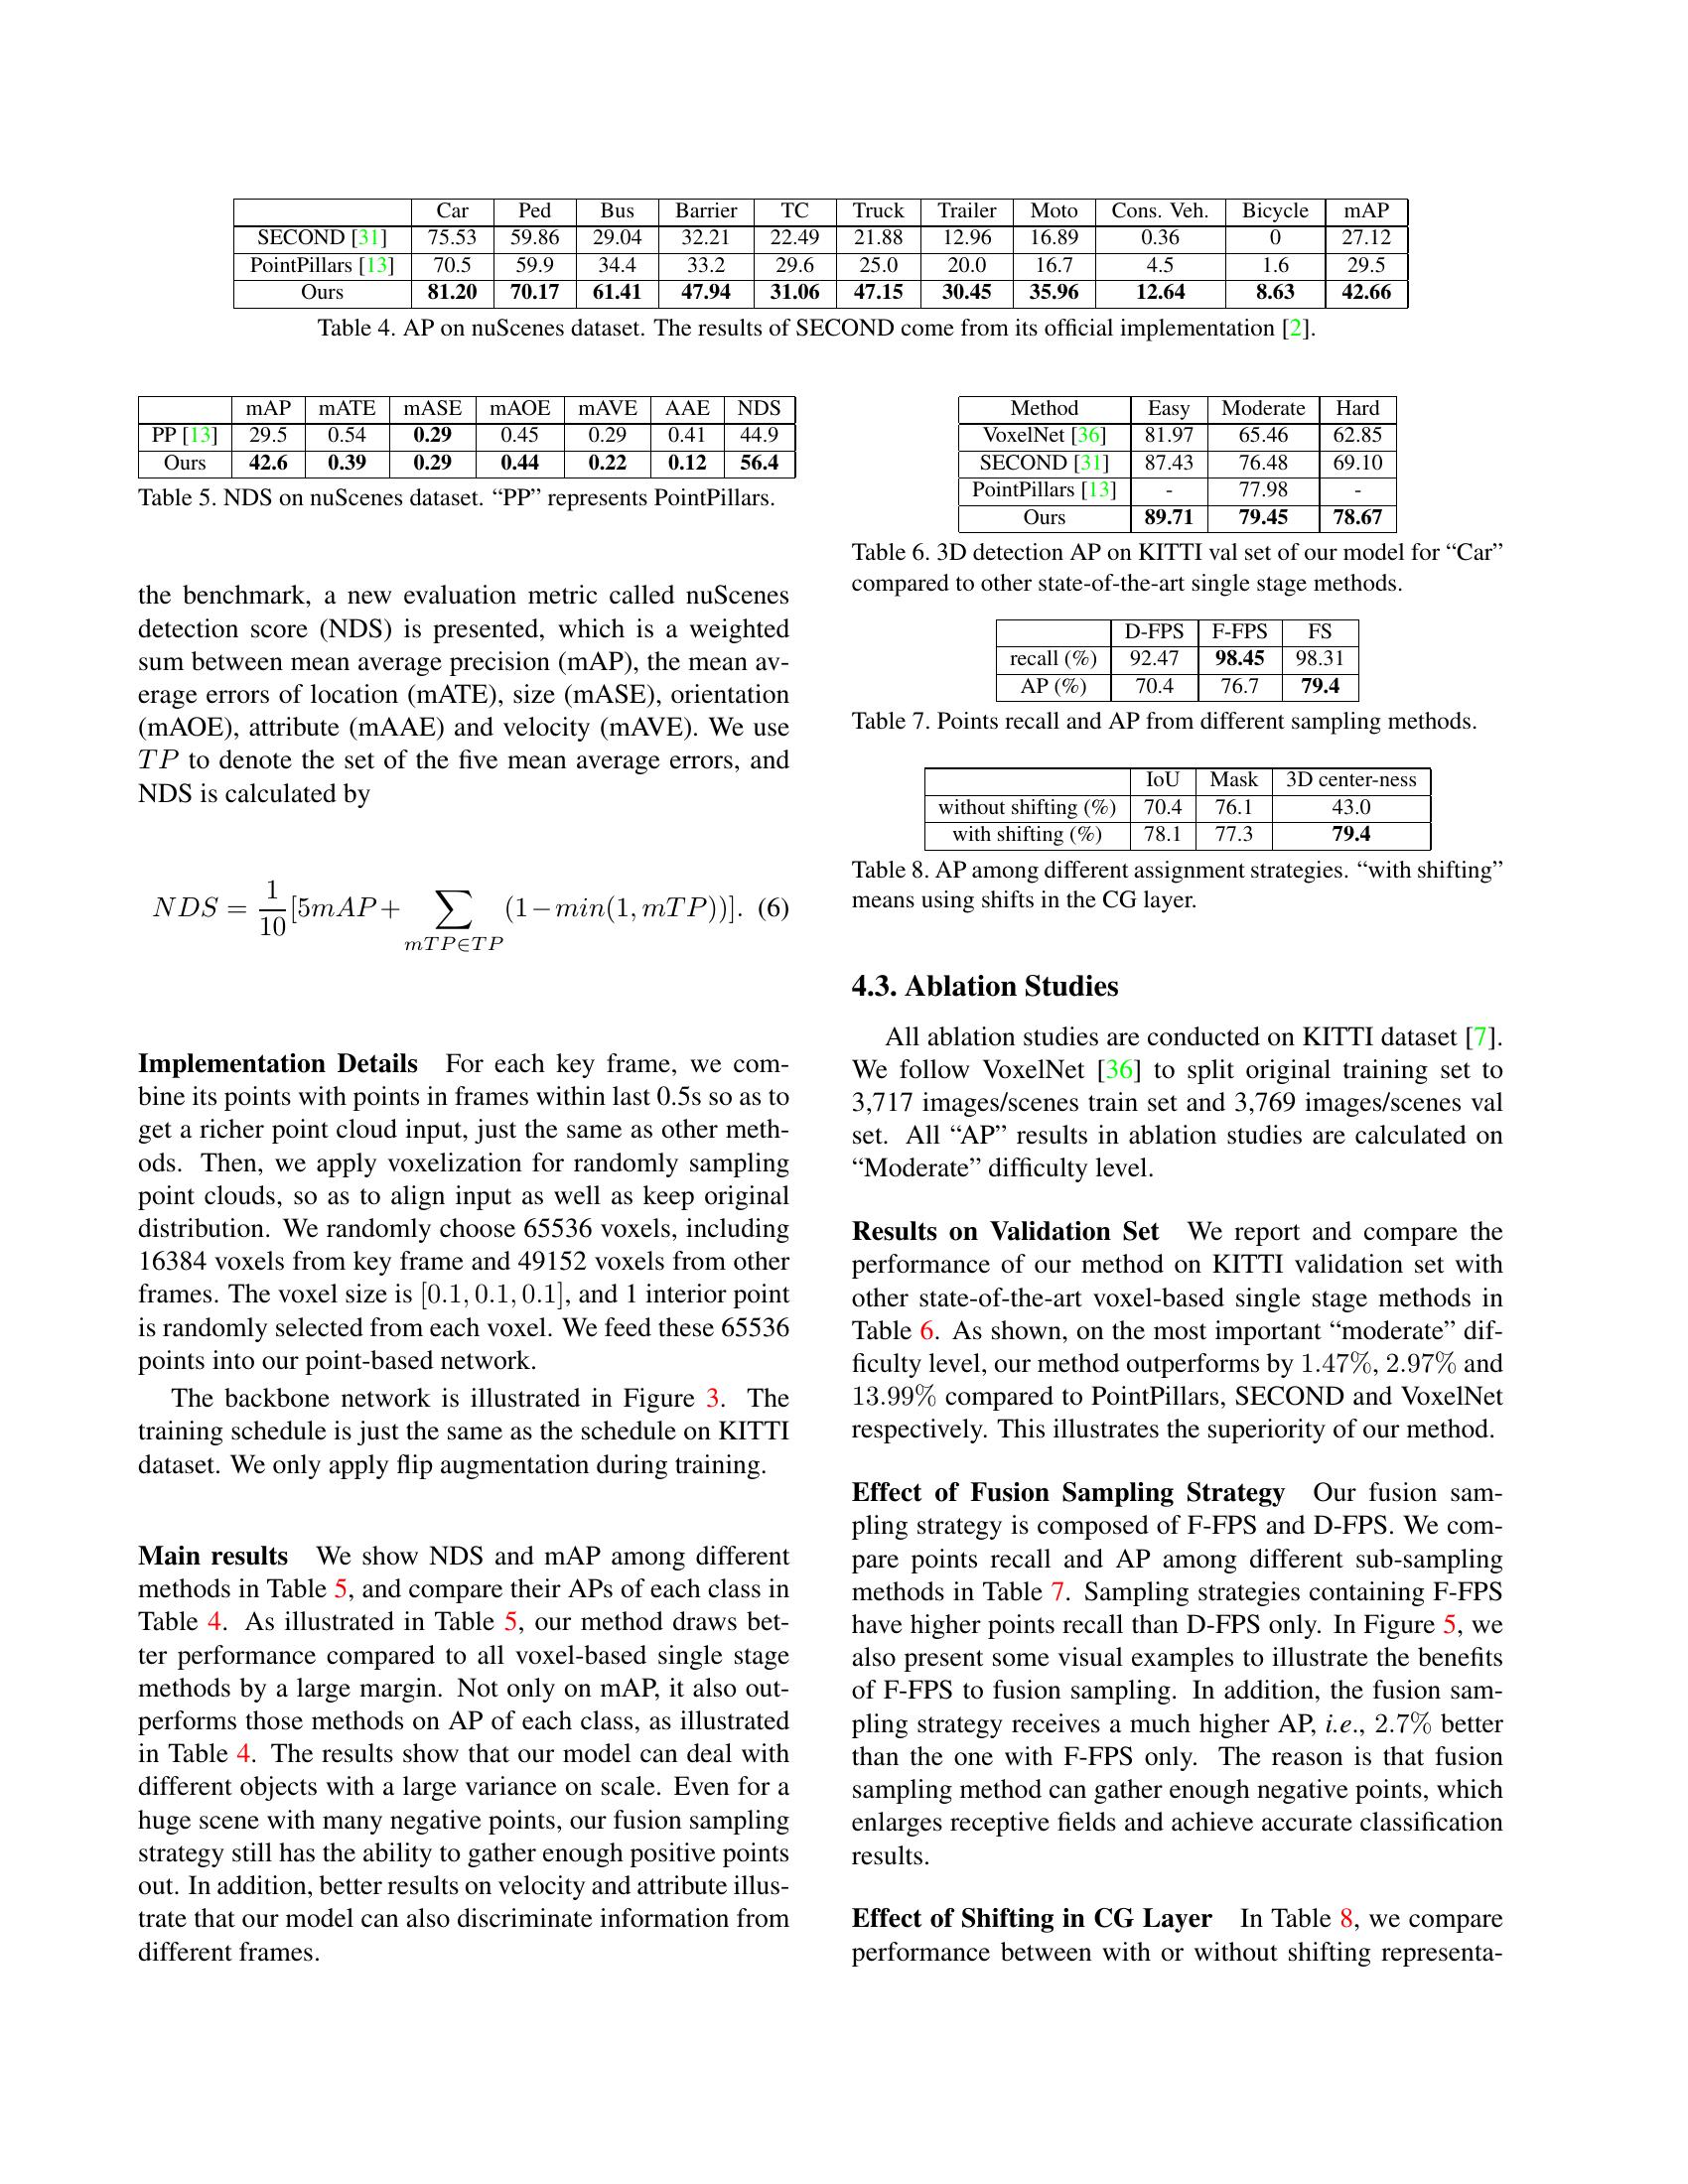 Car Ped Bus Barrier TC Truck Trailer Moto Cons. Veh. Bicycle mAP
SECOND [31] 75.53 59.86 29.04 32.21 22.49 21.88 12.96 16.89 0.36 0 27.12
PointPillars [13] 70.5 59.9 34.4 33.2 29.6 25.0 20.0 16.7 4.5 1.6 29.5
Ours 81.20 70.17 61.41 47.94 31.06 47.15 30.45 35.96 12.64 8.63 42.66
Table 4. AP on nuScenes dataset. The results of SECOND come from its official implementation [2].
mAP mATE mASE mAOE mAVE AAE NDS
PP [13] 29.5 0.54 0.29 0.45 0.29 0.41 44.9
Ours 42.6 0.39 0.29 0.44 0.22 0.12 56.4
Table 5. NDS on nuScenes dataset. “PP” represents PointPillars.
the benchmark, a new evaluation metric called nuScenes
detection score (NDS) is presented, which is a weighted
sum between mean average precision (mAP), the mean av-
erage errors of location (mATE), size (mASE), orientation
(mAOE), attribute (mAAE) and velocity (mAVE). We use
TP to denote the set of the five mean average errors, and
NDS is calculated by
NDS = 1/10 [5mAP + ∑ mTP∈TP (1−min(1, mTP))]. (6)
Implementation Details For each key frame, we com-
bine its points with points in frames within last 0.5s so as to
get a richer point cloud input, just the same as other meth-
ods. Then, we apply voxelization for randomly sampling
point clouds, so as to align input as well as keep original
distribution. We randomly choose 65536 voxels, including
16384 voxels from key frame and 49152 voxels from other
frames. The voxel size is [0.1, 0.1, 0.1], and 1 interior point
is randomly selected from each voxel. We feed these 65536
points into our point-based network.
The backbone network is illustrated in Figure 3. The
training schedule is just the same as the schedule on KITTI
dataset. We only apply flip augmentation during training.
Main results We show NDS and mAP among different
methods in Table 5, and compare their APs of each class in
Table 4. As illustrated in Table 5, our method draws bet-
ter performance compared to all voxel-based single stage
methods by a large margin. Not only on mAP, it also out-
performs those methods on AP of each class, as illustrated
in Table 4. The results show that our model can deal with
different objects with a large variance on scale. Even for a
huge scene with many negative points, our fusion sampling
strategy still has the ability to gather enough positive points
out. In addition, better results on velocity and attribute illus-
trate that our model can also discriminate information from
different frames.
Method Easy Moderate Hard
VoxelNet [36] 81.97 65.46 62.85
SECOND [31] 87.43 76.48 69.10
PointPillars [13] - 77.98 -
Ours 89.71 79.45 78.67
Table 6. 3D detection AP on KITTI val set of our model for “Car”
compared to other state-of-the-art single stage methods.
D-FPS F-FPS FS
recall (%) 92.47 98.45 98.31
AP (%) 70.4 76.7 79.4
Table 7. Points recall and AP from different sampling methods.
IoU Mask 3D center-ness
without shifting (%) 70.4 76.1 43.0
with shifting (%) 78.1 77.3 79.4
Table 8. AP among different assignment strategies. “with shifting”
means using shifts in the CG layer.
4.3. Ablation Studies
All ablation studies are conducted on KITTI dataset [7].
We follow VoxelNet [36] to split original training set to
3,717 images/scenes train set and 3,769 images/scenes val
set. All “AP” results in ablation studies are calculated on
“Moderate” difficulty level.
Results on Validation Set We report and compare the
performance of our method on KITTI validation set with
other state-of-the-art voxel-based single stage methods in
Table 6. As shown, on the most important “moderate” dif-
ficulty level, our method outperforms by 1.47%, 2.97% and
13.99% compared to PointPillars, SECOND and VoxelNet
respectively. This illustrates the superiority of our method.
Effect of Fusion Sampling Strategy Our fusion sam-
pling strategy is composed of F-FPS and D-FPS. We com-
pare points recall and AP among different sub-sampling
methods in Table 7. Sampling strategies containing F-FPS
have higher points recall than D-FPS only. In Figure 5, we
also present some visual examples to illustrate the benefits
of F-FPS to fusion sampling. In addition, the fusion sam-
pling strategy receives a much higher AP, i.e., 2.7% better
than the one with F-FPS only. The reason is that fusion
sampling method can gather enough negative points, which
enlarges receptive fields and achieve accurate classification
results.
Effect of Shifting in CG Layer In Table 8, we compare
performance between with or without shifting representa-